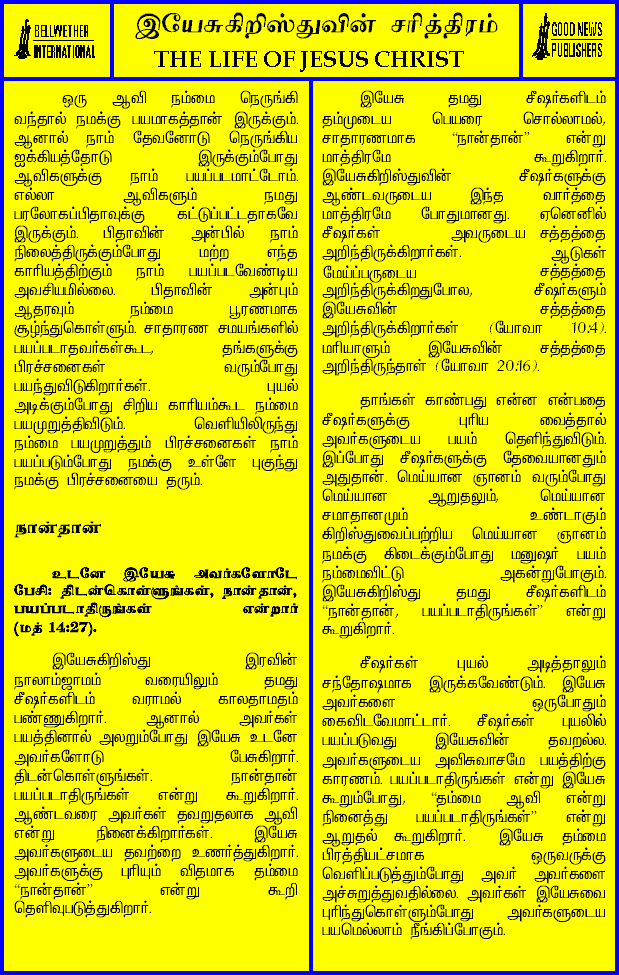 BELLWETHER
INTERNATIONAL
இயேசுகிறிஸ்துவின் சரித்திரம்
THE LIFE OF JESUS CHRIST
GOOD NEWS
PUBLISHERS
ஒரு ஆவி நம்மை நெருங்கி
வந்தால் நமக்கு பயமாகத்தான் இருக்கும்.
ஆனால் நாம் தேவனோடு நெருங்கிய
ஐக்கியத்தோடு இருக்கும்போது
ஆவிகளுக்கு நாம் பயப்படமாட்டோம்.
எல்லா ஆவிகளும் நமது
பரலோகப்பிதாவுக்கு கட்டுப்பட்டதாகவே
இருக்கும். பிதாவின் அன்பில் நாம்
நிலைத்திருக்கும்போது மற்ற எந்த
காரியத்திற்கும் நாம் பயப்படவேண்டிய
அவசியமில்லை. பிதாவின் அன்பும்
ஆதரவும் நம்மை பூரணமாக
சூழ்ந்துகொள்ளும். சாதாரண சமயங்களில்
பயப்படாதவர்கள்கூட, தங்களுக்கு
பிரச்சனைகள் வரும்போது
பயந்துவிடுகிறார்கள். புயல்
அடிக்கும்போது சிறிய காரியம்கூட நம்மை
பயமுறுத்திவிடும். வெளியிலிருந்து
நம்மை பயமுறுத்தும் பிரச்சனைகள் நாம்
பயப்படும்போது நமக்கு உள்ளே புகுந்து
நமக்கு பிரச்சனையை தரும்.
நான்தான்
உடனே இயேசு அவர்களோடே
பேசி: திடன்கொள்ளுங்கள், நான்தான்,
பயப்படாதிருங்கள் என்றார்
(மத் 14:27).
இயேசுகிறிஸ்து இரவின்
நாலாம்ஜாமம் வரையிலும் தமது
சீஷர்களிடம் வராமல் காலதாமதம்
பண்ணுகிறார். ஆனால் அவர்கள்
பயத்தினால் அலறும்போது இயேசு உடனே
அவர்களோடு பேசுகிறார்.
திடன்கொள்ளுங்கள். நான்தான்
பயப்படாதிருங்கள் என்று கூறுகிறார்.
ஆண்டவரை அவர்கள் தவறுதலாக ஆவி
என்று நினைக்கிறார்கள். இயேசு
அவர்களுடைய தவற்றை உணர்த்துகிறார்.
அவர்களுக்கு புரியும் விதமாக தம்மை
“நான்தான்” என்று கூறி
தெளிவுபடுத்துகிறார்.
இயேசு தமது சீஷர்களிடம்
தம்முடைய பெயரை சொல்லாமல்,
சாதாரணமாக “நான்தான்” என்று
மாத்திரமே கூறுகிறார்.
இயேசுகிறிஸ்துவின் சீஷர்களுக்கு
ஆண்டவருடைய இந்த வார்த்தை
மாத்திரமே போதுமானது. ஏனெனில்
சீஷர்கள் அவருடைய சத்தத்தை
அறிந்திருக்கிறார்கள். ஆடுகள்
மேய்ப்பருடைய சத்தத்தை
அறிந்திருக்கிறதுபோல, சீஷர்களும்
இயேசுவின் சத்தத்தை
அறிந்திருக்கிறார்கள் (யோவா 10:4).
மரியாளும் இயேசுவின் சத்தத்தை
அறிந்திருந்தாள் (யோவா 20:16).
தாங்கள் காண்பது என்ன என்பதை
சீஷர்களுக்கு புரிய வைத்தால்
அவர்களுடைய பயம் தெளிந்துவிடும்.
இப்போது சீஷர்களுக்கு தேவையானதும்
அதுதான். மெய்யான ஞானம் வரும்போது
மெய்யான ஆறுதலும், மெய்யான
சமாதானமும் உண்டாகும்
கிறிஸ்துவைப்பற்றிய மெய்யான ஞானம்
நமக்கு கிடைக்கும்போது மனுஷர் பயம்
நம்மைவிட்டு அகன்றுபோகும்.
இயேசுகிறிஸ்து தமது சீஷர்களிடம்
“நான்தான், பயப்படாதிருங்கள்” என்று
கூறுகிறார்.
சீஷர்கள் புயல் அடித்தாலும்
சந்தோஷமாக இருக்கவேண்டும். இயேசு
அவர்களை ஒருபோதும்
கைவிடவேமாட்டார். சீஷர்கள் புயலில்
பயப்படுவது இயேசுவின் தவறல்ல.
அவர்களுடைய அவிசுவாசமே பயத்திற்கு
காரணம். பயப்படாதிருங்கள் என்று இயேசு
கூறும்போது, “தம்மை ஆவி என்று
நினைத்து பயப்படாதிருங்கள்” என்று
ஆறுதல் கூறுகிறார். இயேசு தம்மை
பிரத்தியட்சமாக ஒருவருக்கு
வெளிப்படுத்தும்போது அவர் அவர்களை
அச்சுறுத்துவதில்லை. அவர்கள் இயேசுவை
புரிந்துகொள்ளும்போது அவர்களுடைய
பயமெல்லாம் நீங்கிப்போகும்.